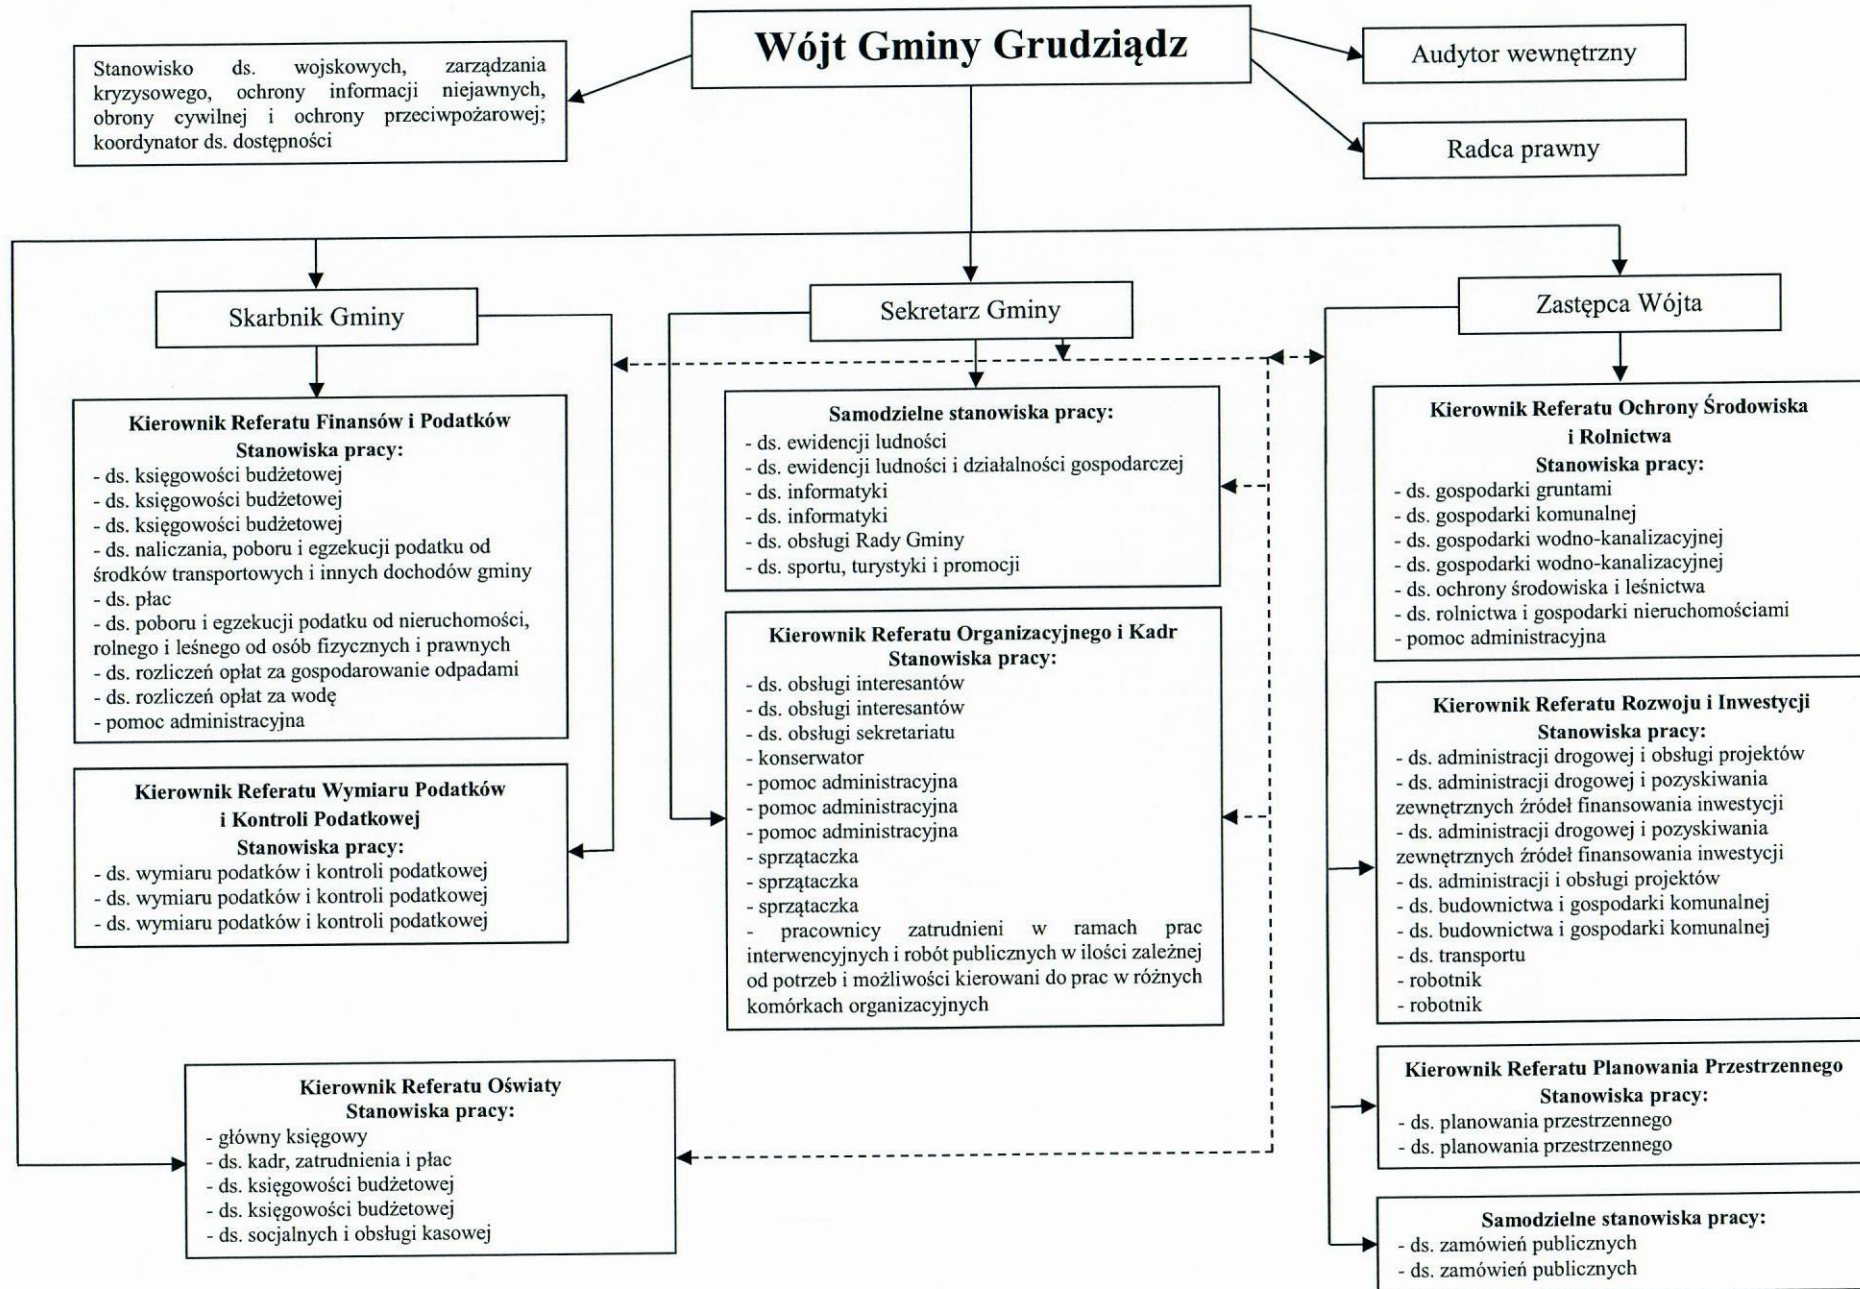 Wójt Gminy Grudziądz
Stanowisko ds. wojskowych, zarządzania
kryzysowego, ochrony informacji niejawnych,
obrony cywilnej i ochrony przeciwpożarowej;
koordynator ds. dostępności
Audytor wewnętrzny
Radca prawny
Skarbnik Gminy
Sekretarz Gminy
Zastępca Wójta
Kierownik Referatu Finansów i Podatków
Stanowiska pracy:
- ds. księgowości budżetowej
- ds. księgowości budżetowej
- ds. księgowości budżetowej
- ds. naliczania, poboru i egzekucji podatku od
środków transportowych i innych dochodów gminy
- ds. płac
- ds. poboru i egzekucji podatku od nieruchomości,
rolnego i leśnego od osób fizycznych i prawnych
- ds. rozliczeń opłat za gospodarowanie odpadami
- ds. rozliczeń opłat za wodę
- pomoc administracyjna
Kierownik Referatu Wymiaru Podatków
i Kontroli Podatkowej
Stanowiska pracy:
- ds. wymiaru podatków i kontroli podatkowej
- ds. wymiaru podatków i kontroli podatkowej
- ds. wymiaru podatków i kontroli podatkowej
Kierownik Referatu Oświaty
Stanowiska pracy:
- główny księgowy
- ds. kadr, zatrudnienia i płac
- ds. księgowości budżetowej
- ds. księgowości budżetowej
- ds. socjalnych i obsługi kasowej
Samodzielne stanowiska pracy:
- ds. ewidencji ludności
- ds. ewidencji ludności i działalności gospodarczej
- ds. informatyki
- ds. informatyki
- ds. obsługi Rady Gminy
- ds. sportu, turystyki i promocji
Kierownik Referatu Organizacyjnego i Kadr
Stanowiska pracy:
- ds. obsługi interesantów
- ds. obsługi interesantów
- ds. obsługi sekretariatu
- konserwator
- pomoc administracyjna
- pomoc administracyjna
- pomoc administracyjna
- sprzątaczka
- sprzątaczka
- sprzątaczka
- pracownicy zatrudnieni w ramach prac
interwencyjnych i robót publicznych w ilości zależnej
od potrzeb i możliwości kierowani do prac w różnych
komórkach organizacyjnych
Kierownik Referatu Ochrony Środowiska
i Rolnictwa
Stanowiska pracy:
- ds. gospodarki gruntami
- ds. gospodarki komunalnej
- ds. gospodarki wodno-kanalizacyjnej
- ds. gospodarki wodno-kanalizacyjnej
- ds. ochrony środowiska i leśnictwa
- ds. rolnictwa i gospodarki nieruchomościami
- pomoc administracyjna
Kierownik Referatu Rozwoju i Inwestycji
Stanowiska pracy:
- ds. administracji drogowej i obsługi projektów
- ds. administracji drogowej i pozyskiwania
zewnętrznych źródeł finansowania inwestycji
- ds. administracji drogowej i pozyskiwania
zewnętrznych źródeł finansowania inwestycji
- ds. administracji i obsługi projektów
- ds. budownictwa i gospodarki komunalnej
- ds. budownictwa i gospodarki komunalnej
- ds. transportu
- robotnik
- robotnik
Kierownik Referatu Planowania Przestrzennego
Stanowiska pracy:
- ds. planowania przestrzennego
- ds. planowania przestrzennego
Samodzielne stanowiska pracy:
- ds. zamówień publicznych
- ds. zamówień publicznych